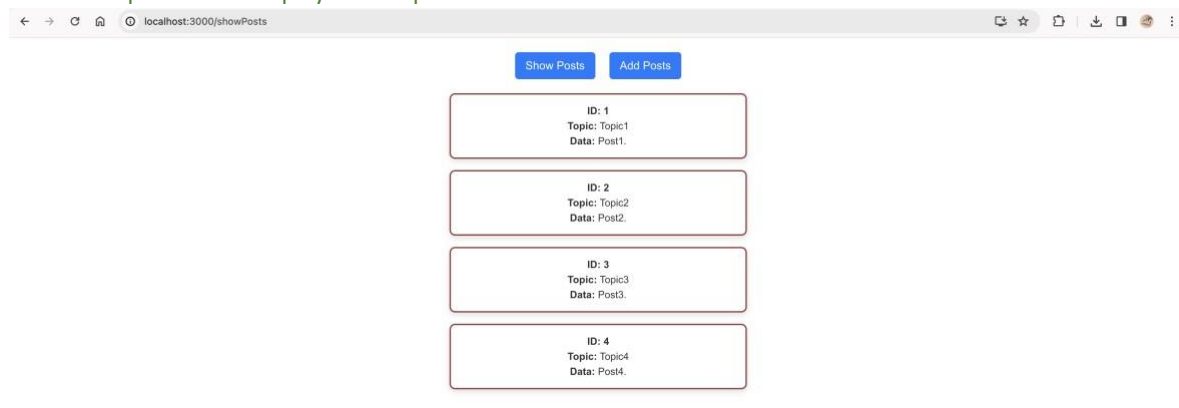 localhost:3000/showPosts
Show Posts Add Posts
ID: 1
Topic: Topic1
Data: Post1.
ID: 2
Topic: Topic2
Data: Post2.
ID: 3
Topic: Topic3
Data: Post3.
ID: 4
Topic: Topic4
Data: Post4.